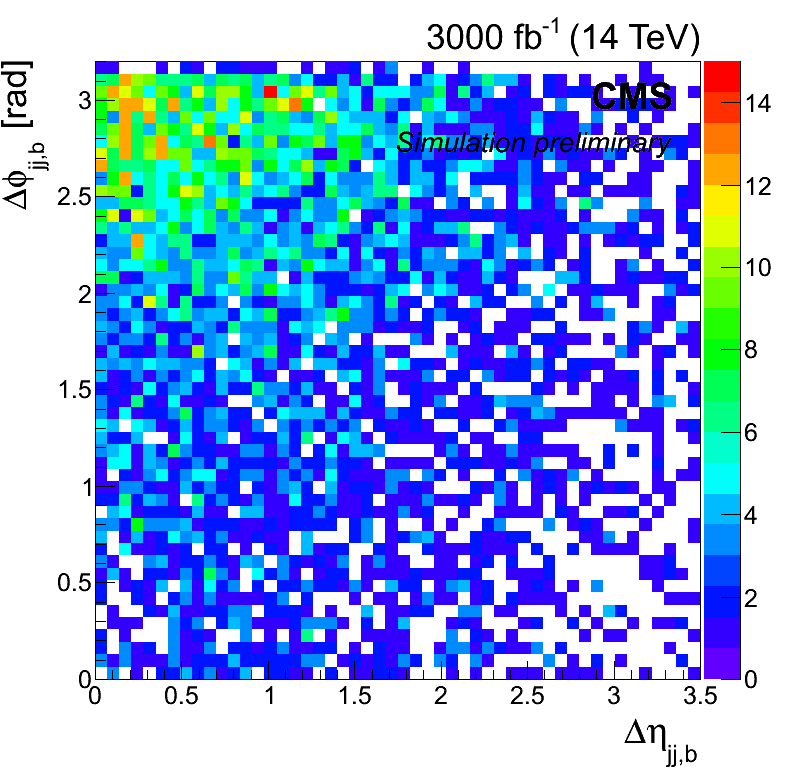 3000 fb⁻¹ (14 TeV)
CMS
Simulation preliminary
Δϕjj,b [rad]
3
2.5
2
1.5
1
0.5
0
0 0.5 1 1.5 2 2.5 3 3.5
Δηjj,b
14
12
10
8
6
4
2
0